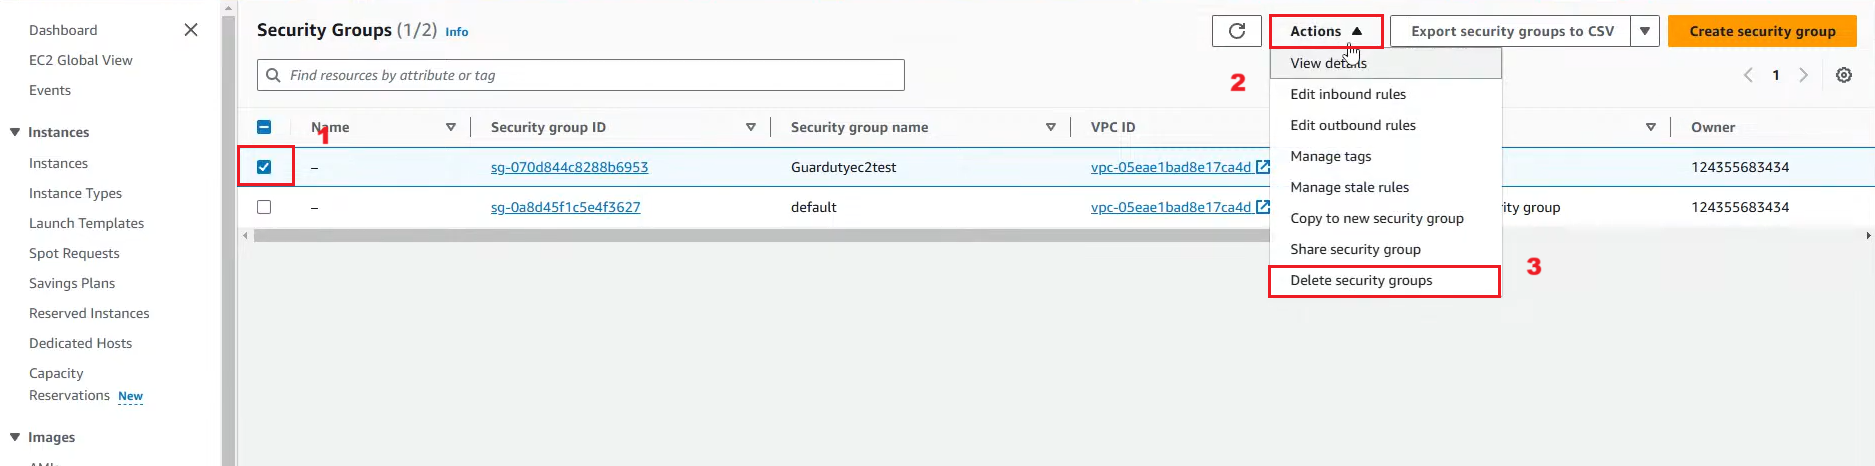 Dashboard
EC2 Global View
Events
Instances
Instances
Instance Types
Launch Templates
Spot Requests
Savings Plans
Reserved Instances
Dedicated Hosts
Capacity
Reservations New
Images
Security Groups (1/2) Info
Actions
Export security groups to CSV
Create security group
Find resources by attribute or tag
1
2
View details
Edit inbound rules
Edit outbound rules
Manage tags
Manage stale rules
Copy to new security group
Share security group
Delete security groups
3
Name Security group ID Security group name VPC ID Owner
1
– sg-070d844c8288b6953 Guardutyec2test vpc-05eae1bad8e17ca4d 124355683434
– sg-0a8d45f1c5e4f3627 default vpc-05eae1bad8e17ca4d ity group 124355683434